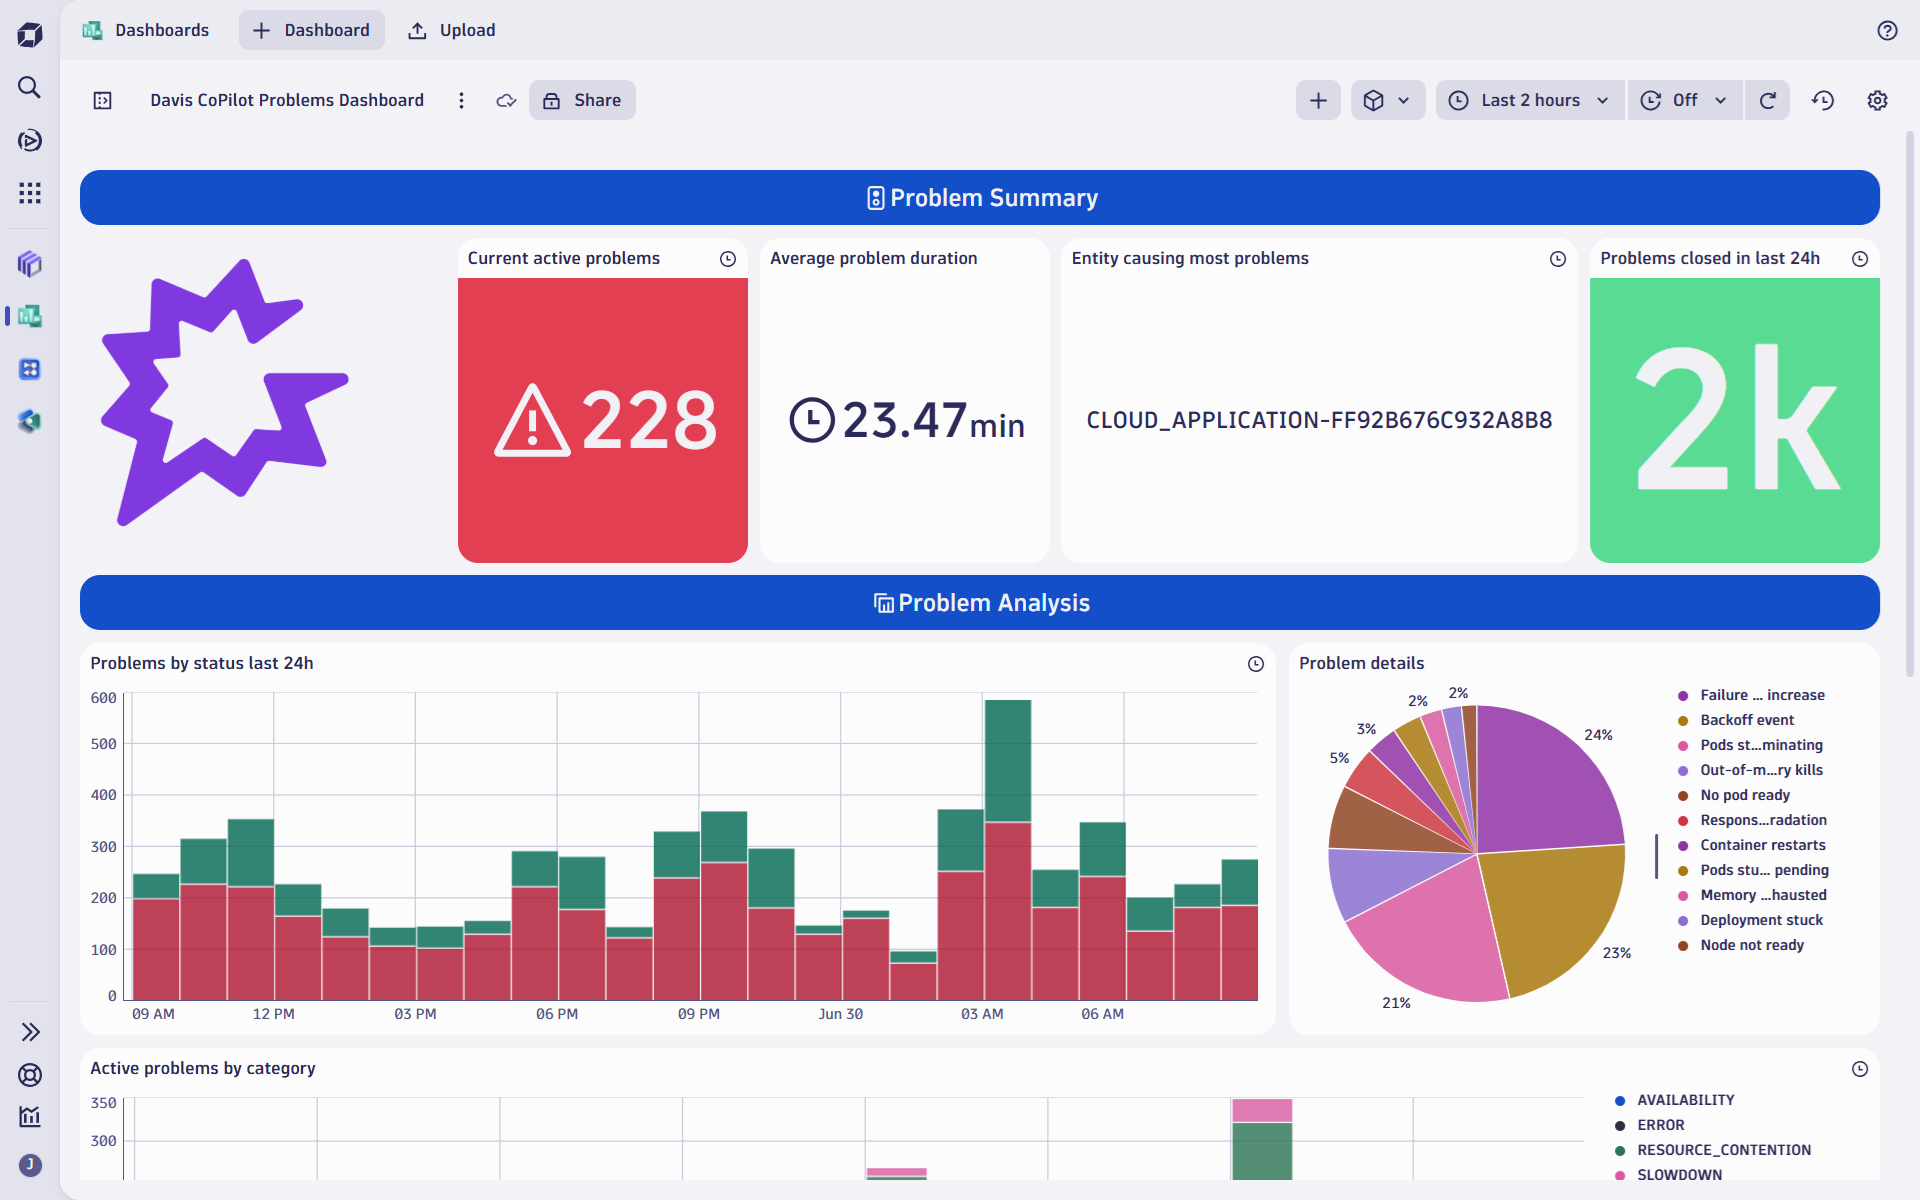 Dashboards
Dashboard
Upload
Davis CoPilot Problems Dashboard
Share
Last 2 hours
Off
Problem Summary
Current active problems
228
Average problem duration
23.47min
Entity causing most problems
CLOUD_APPLICATION-FF92B676C932A8B8
Problems closed in last 24h
2k
Problem Analysis
Problems by status last 24h
600
500
400
300
200
100
0
09 AM
12 PM
03 PM
06 PM
09 PM
Jun 30
03 AM
06 AM
Problem details
2%
2%
3%
5%
24%
23%
21%
Failure ... increase
Backoff event
Pods st...minating
Out-of-m...ry kills
No pod ready
Respons...radation
Container restarts
Pods stu... pending
Memory ...hausted
Deployment stuck
Node not ready
Active problems by category
350
300
AVAILABILITY
ERROR
RESOURCE_CONTENTION
SLOWDOWN
J